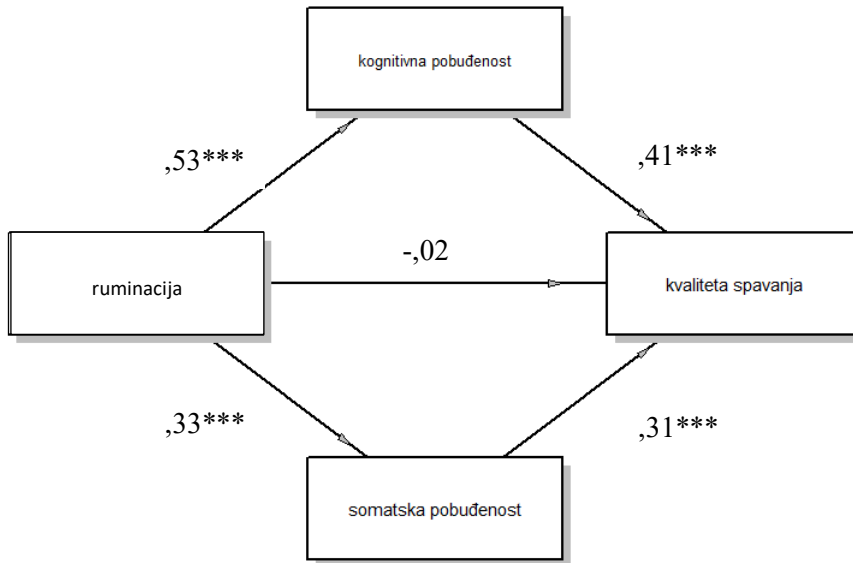 kognitivna pobuđenost
,53***
,41***
-,02
ruminacija
kvaliteta spavanja
,33***
,31***
somatska pobuđenost